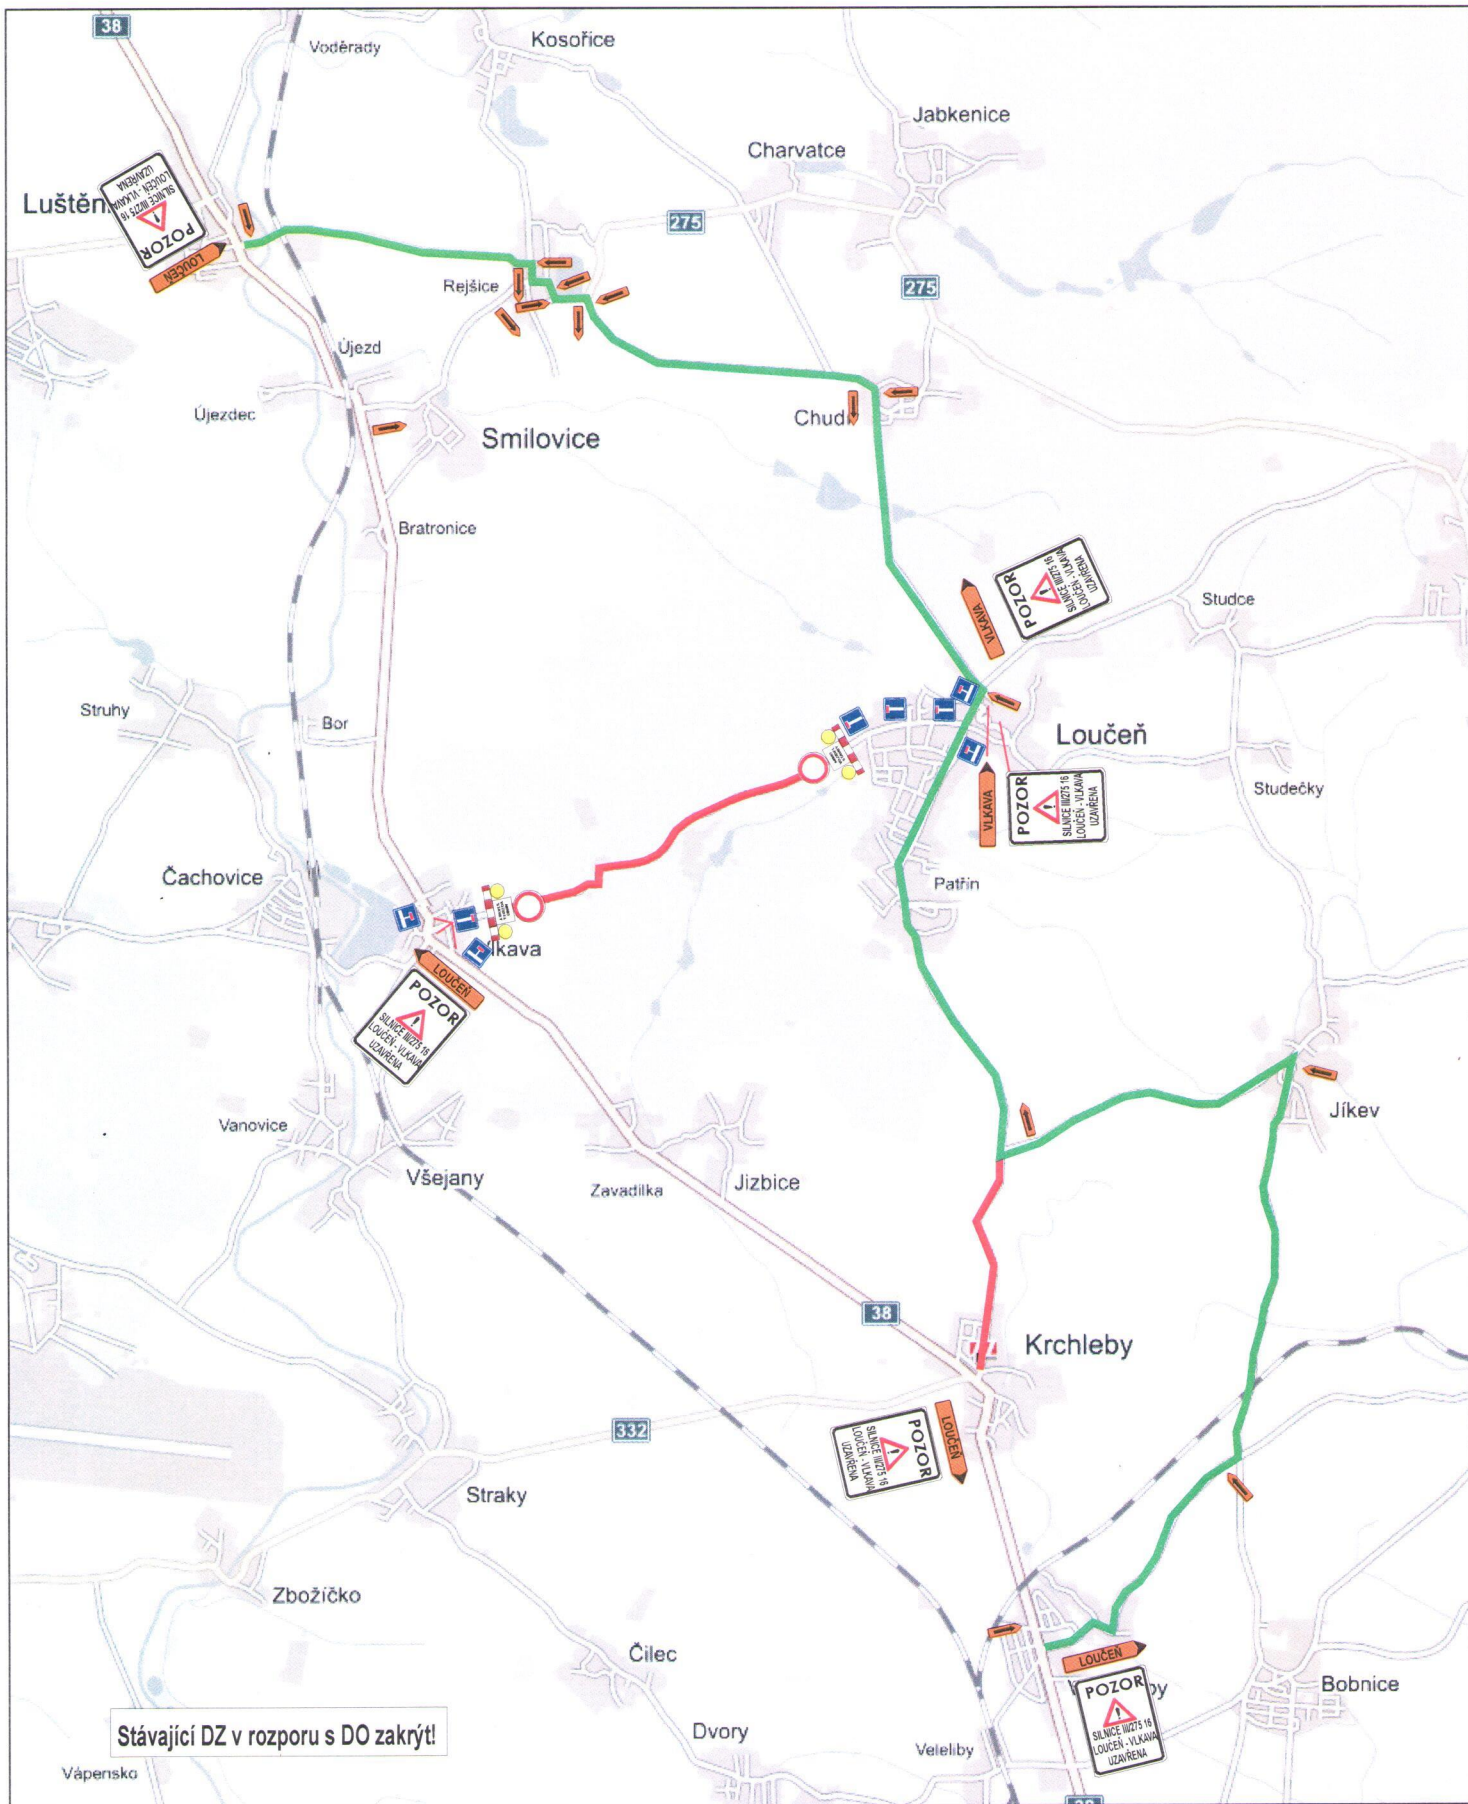 38
Voděrady
Kosořice
Jabkenice
Charvatce
Luštěn
POZOR
SILNICE III/275 16
LOUČEŇ - VLKAVA
UZAVŘENA
LOUČEŇ
275
Rejšice
275
Újezd
Újezdec
Smilovice
Chudí
Bratronice
POZOR
SILNICE III/275 16
LOUČEŇ - VLKAVA
UZAVŘENA
VLKAVA
Studce
Struhy
Bor
Loučeň
Studečky
VLKAVA
POZOR
SILNICE III/275 16
LOUČEŇ - VLKAVA
UZAVŘENA
Čachovice
Patřín
lkava
LOUČEŇ
POZOR
SILNICE III/275 16
LOUČEŇ - VLKAVA
UZAVŘENA
Jíkev
Vanovice
Všejany
Zavadilka
Jizbice
38
Krchleby
332
LOUČEŇ
POZOR
SILNICE III/275 16
LOUČEŇ - VLKAVA
UZAVŘENA
Straky
Zbožíčko
Čilec
LOUČEŇ
POZOR
SILNICE III/275 16
LOUČEŇ - VLKAVA
UZAVŘENA
by
Bobnice
Stávající DZ v rozporu s DO zakrýt!
Dvory
Veleliby
Vápensko
38